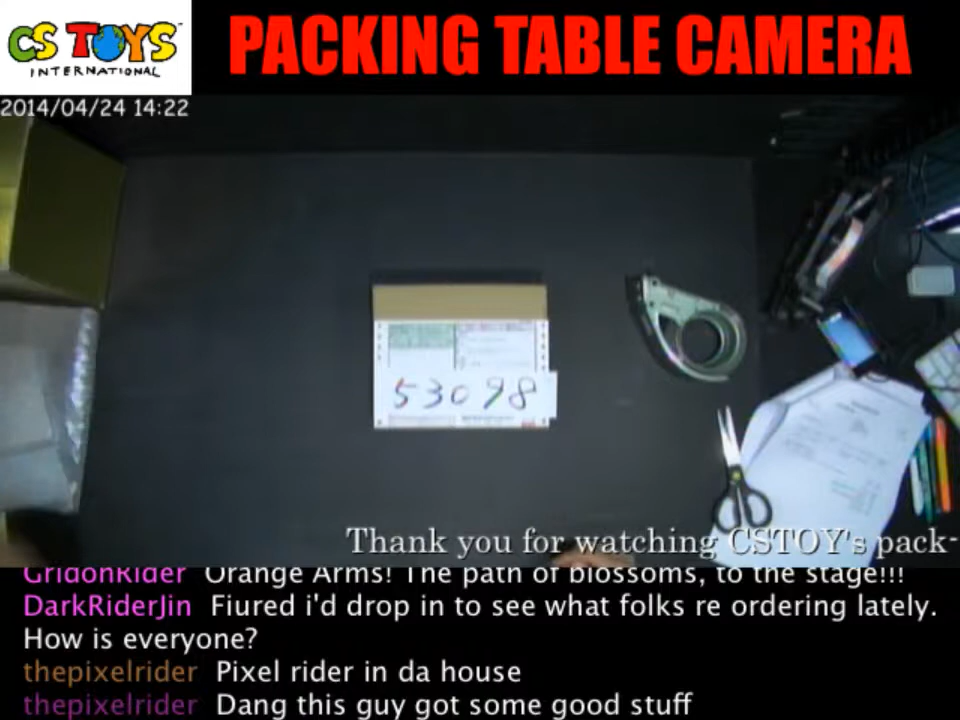 CS TOYS
INTERNATIONAL
PACKING TABLE CAMERA
2014/04/24 14:22
53098
Thank you for watching CSTOY's pack-
GridonRider Orange Arms! The path of blossoms, to the stage!!!
DarkRiderJin Fiured i'd drop in to see what folks re ordering lately.
How is everyone?
thepixelrider Pixel rider in da house
thepixelrider Dang this guy got some good stuff